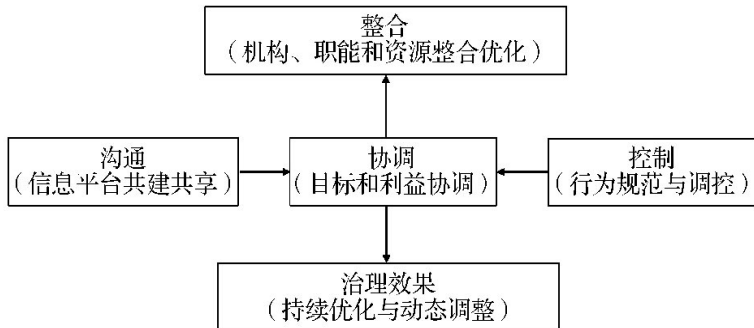 整合
（机构、职能和资源整合优化）
沟通
（信息平台共建共享）
协调
（目标和利益协调）
控制
（行为规范与调控）
治理效果
（持续优化与动态调整）